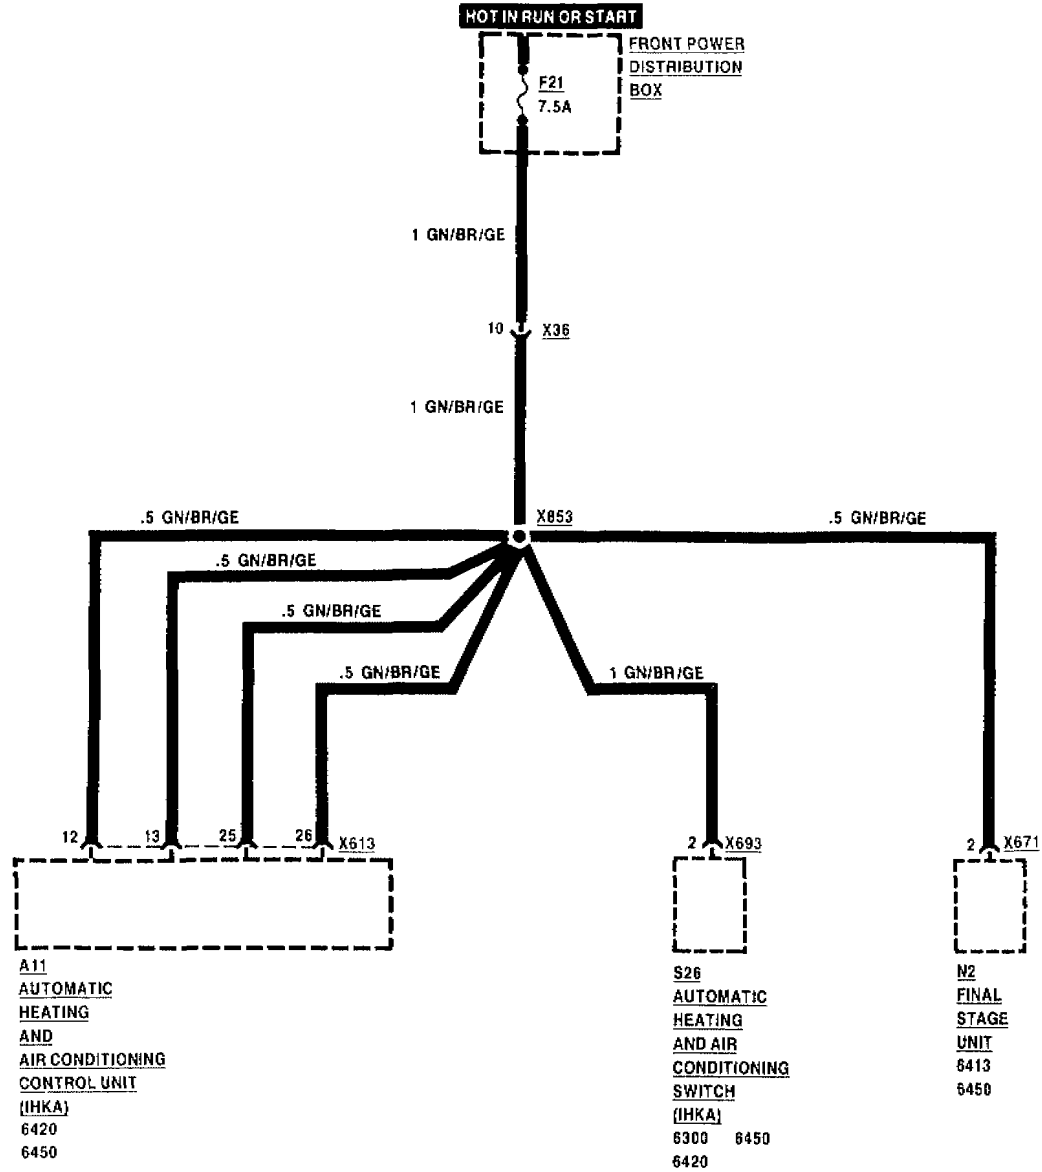 HOT IN RUN OR START
FRONT POWER
DISTRIBUTION
BOX
F21
7.5A
1 GN/BR/GE
10
X36
1 GN/BR/GE
X853
.5 GN/BR/GE
.5 GN/BR/GE
.5 GN/BR/GE
.5 GN/BR/GE
.5 GN/BR/GE
1 GN/BR/GE
12
13
25
26
X613
2
X693
2
X671
A11
AUTOMATIC
HEATING
AND
AIR CONDITIONING
CONTROL UNIT
(IHKA)
6420
6450
S26
AUTOMATIC
HEATING
AND AIR
CONDITIONING
SWITCH
(IHKA)
6300 6450
6420
N2
FINAL
STAGE
UNIT
6413
6450